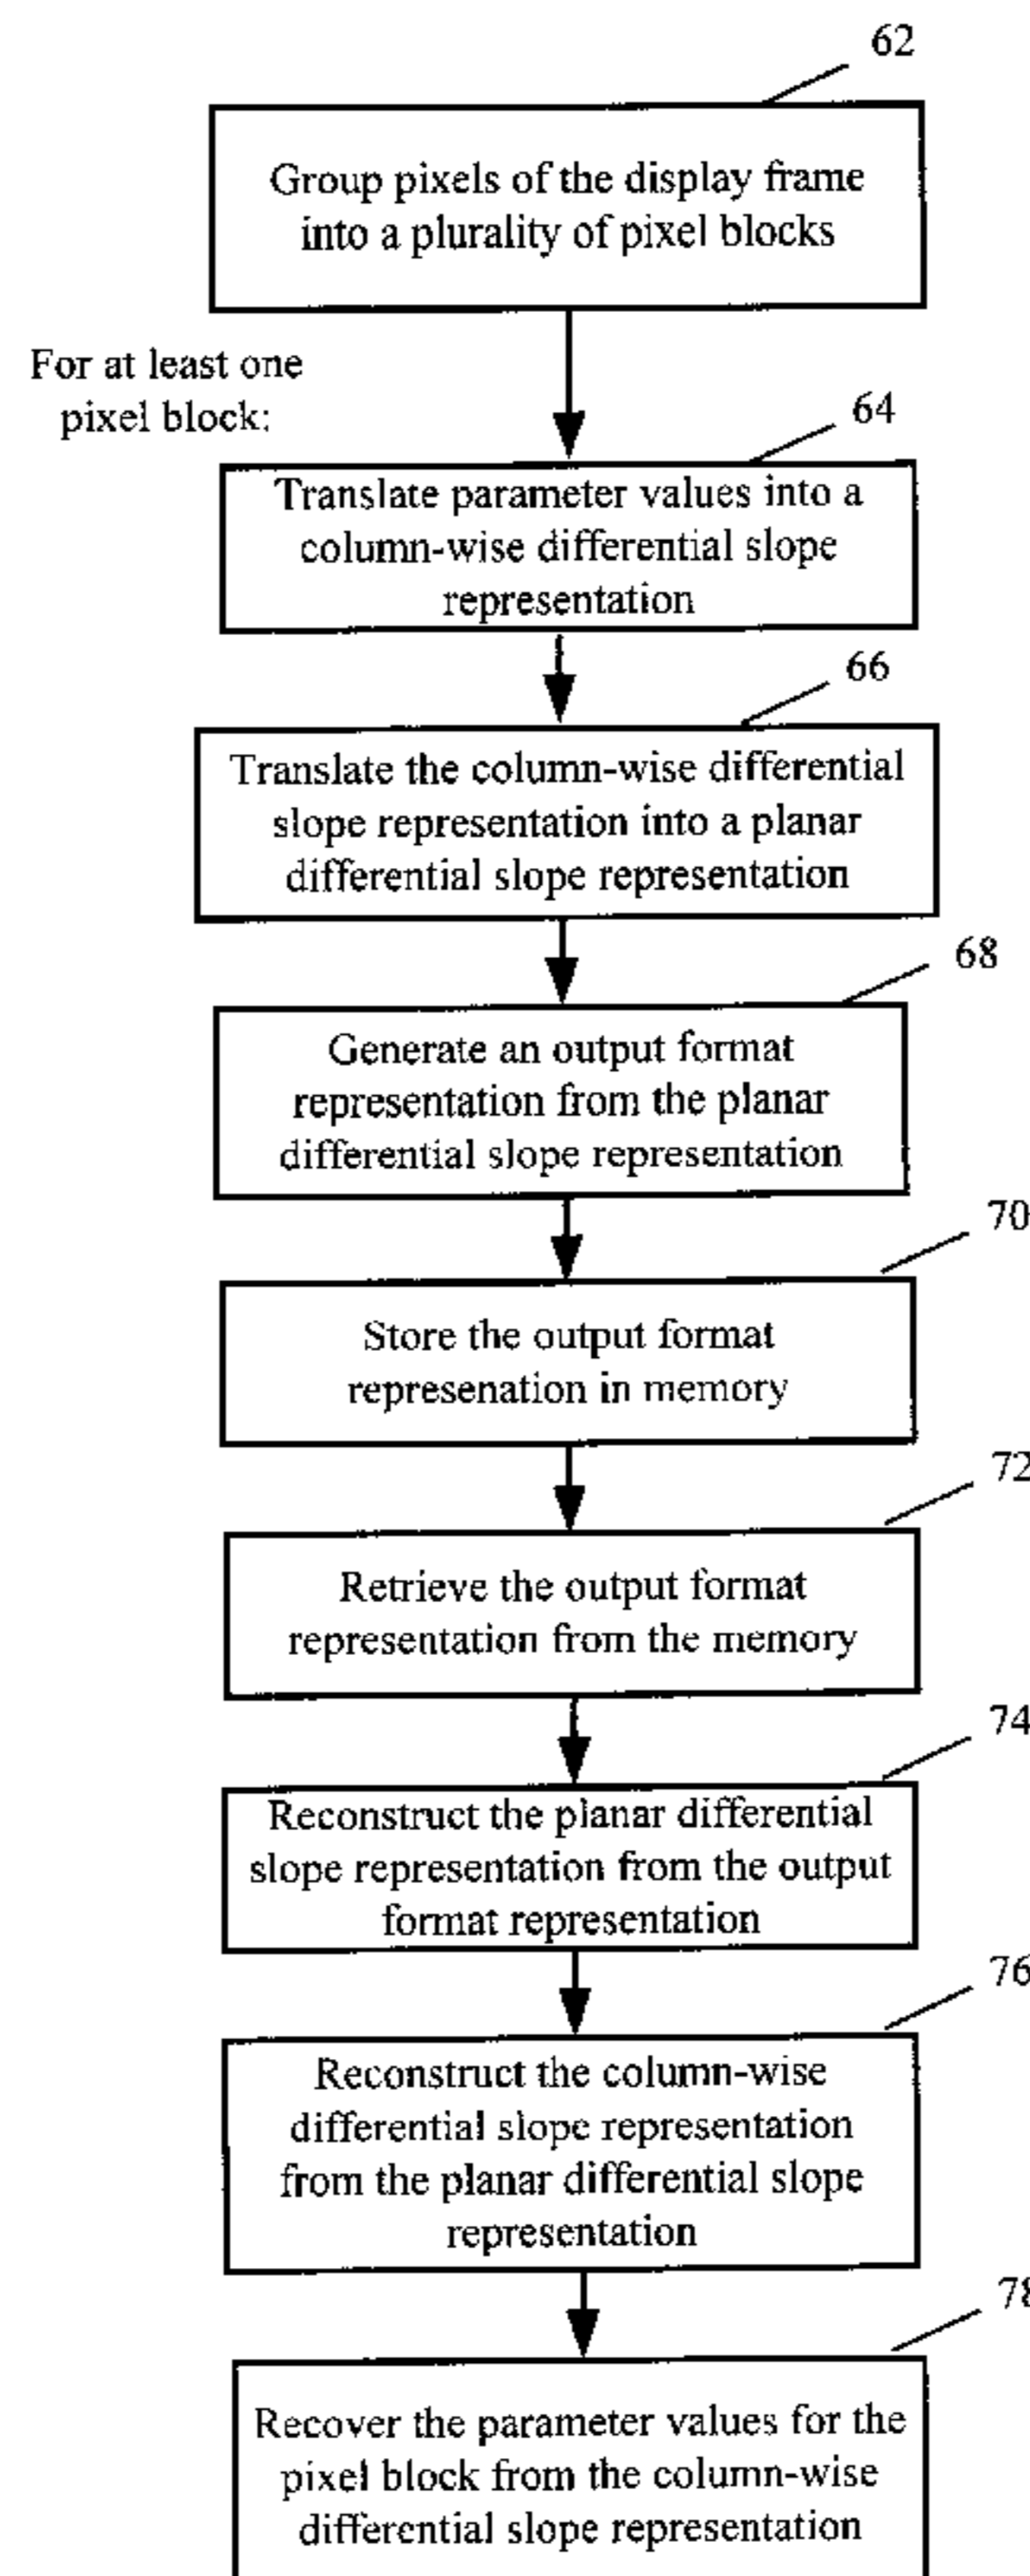 62
Group pixels of the display frame
into a plurality of pixel blocks
For at least one
pixel block:
64
Translate parameter values into a
column-wise differential slope
representation
66
Translate the column-wise differential
slope representation into a planar
differential slope representation
68
Generate an output format
representation from the planar
differential slope representation
70
Store the output format
represenation in memory
72
Retrieve the output format
representation from the memory
74
Reconstruct the planar differential
slope representation from the output
format representation
76
Reconstruct the column-wise
differential slope representation
from the planar differential slope
representation
78
Recover the parameter values for the
pixel block from the column-wise
differential slope representation